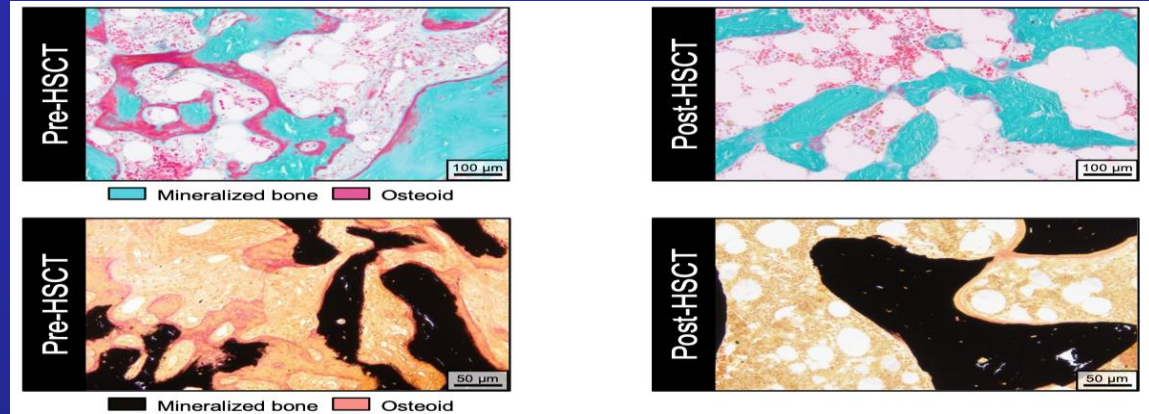 Pre-HSCT
100 µm
Post-HSCT
100 µm
Mineralized bone Osteoid
Pre-HSCT
50 µm
Post-HSCT
50 µm
Mineralized bone Osteoid